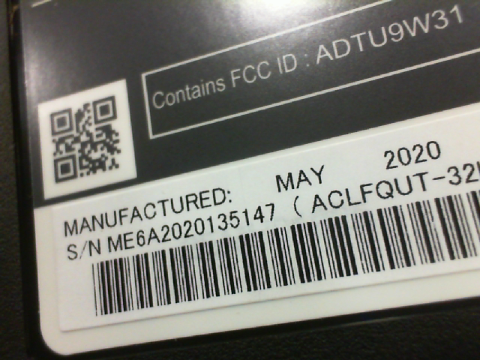 Contains FCC ID : ADTU9W31
MANUFACTURED: MAY 2020
S/N ME6A2020135147 ( ACLFQUT-32